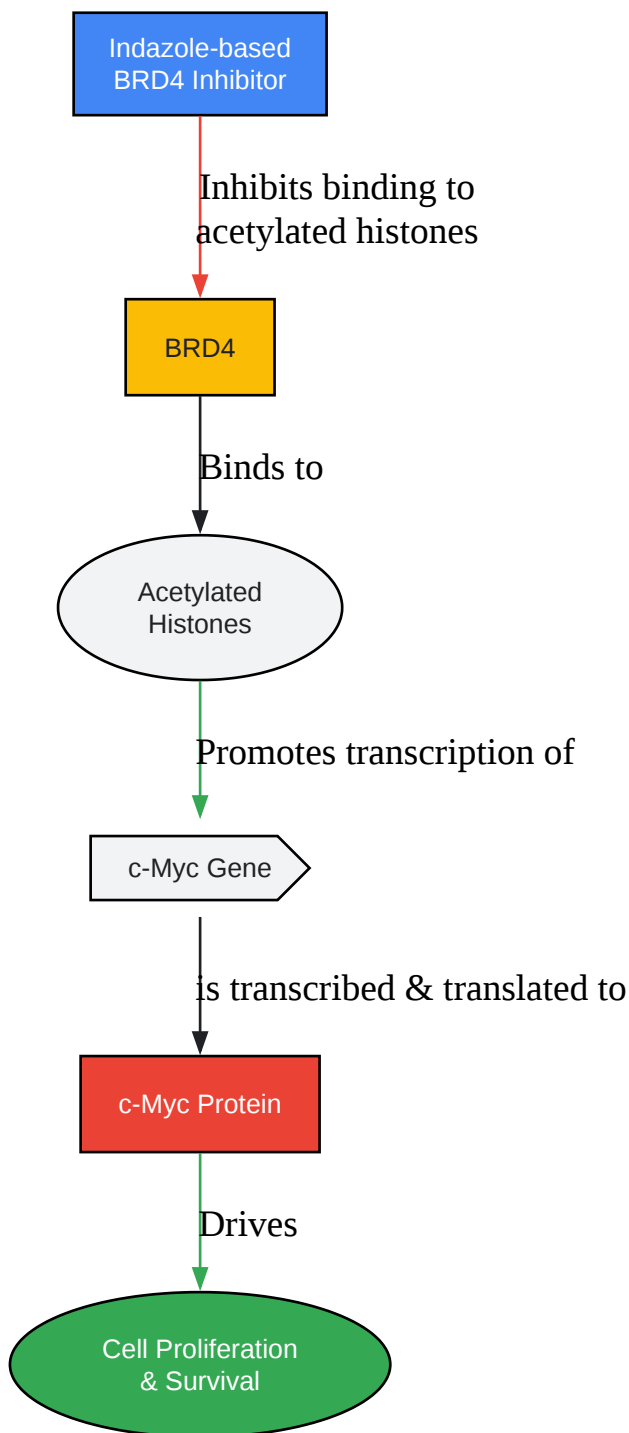 Indazole-based
BRD4 Inhibitor
Inhibits binding to
acetylated histones
BRD4
Binds to
Acetylated
Histones
Promotes transcription of
c-Myc Gene
is transcribed & translated to
c-Myc Protein
Drives
Cell Proliferation
& Survival